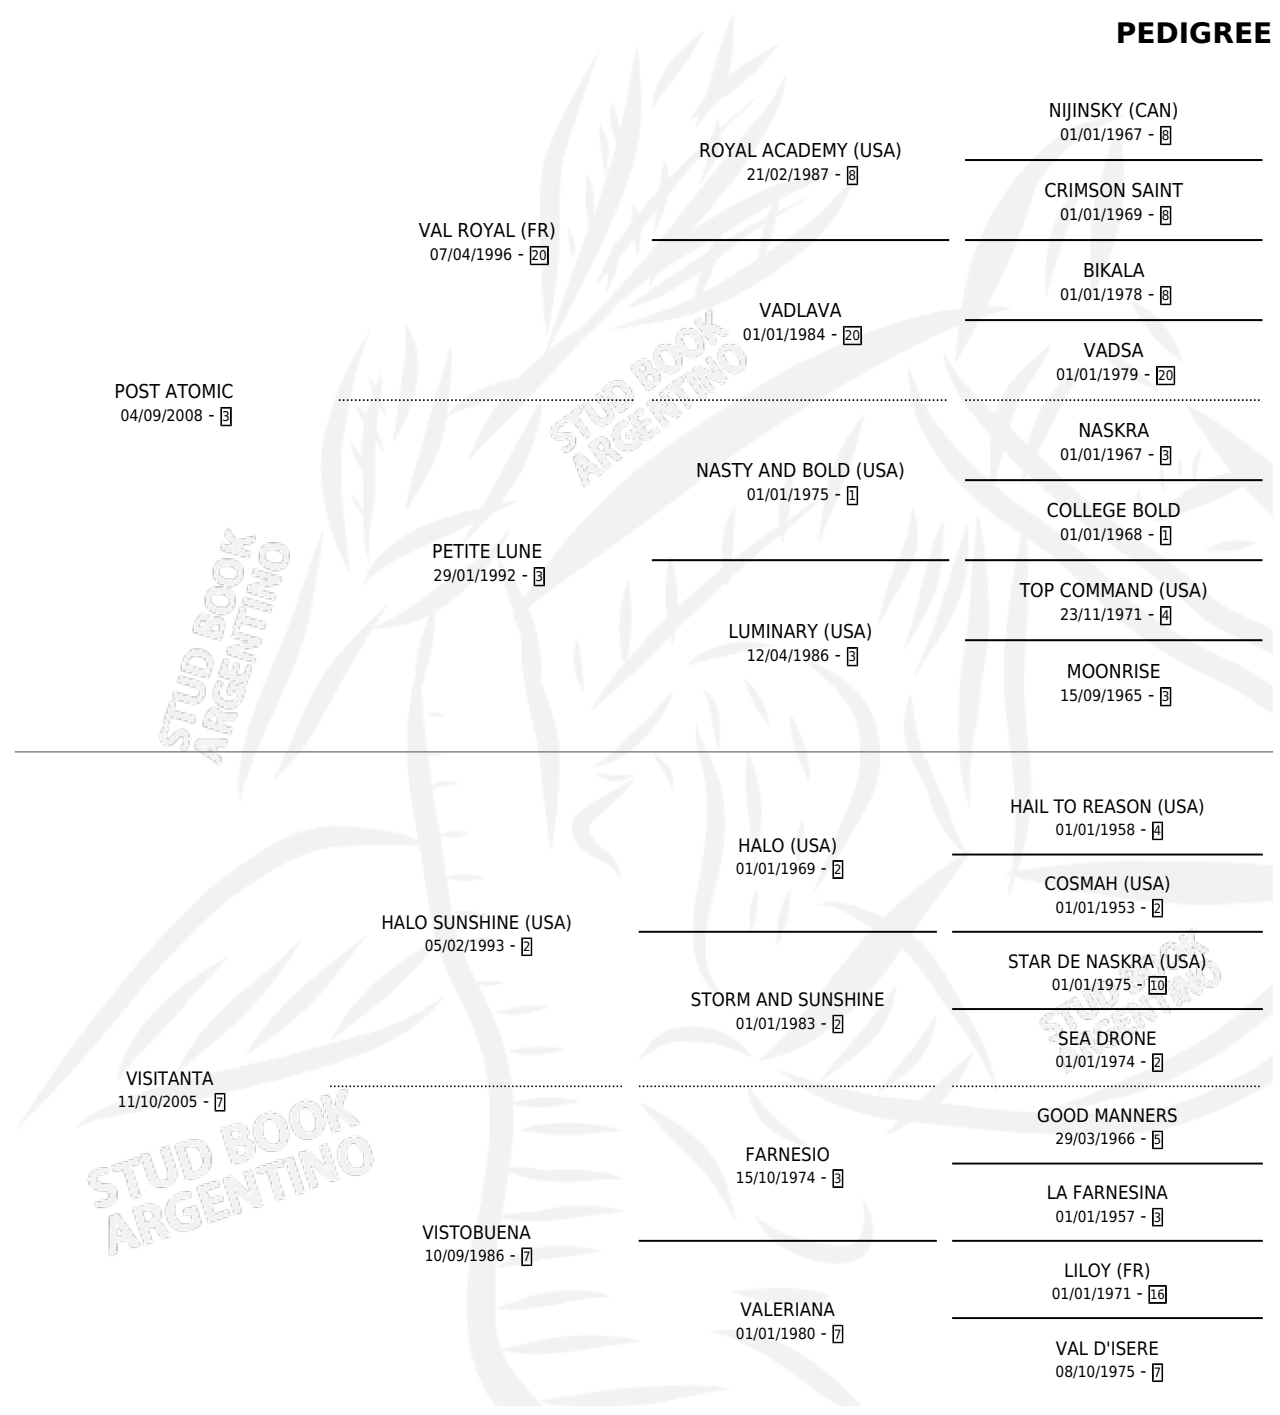 PEDIGREE
NIJINSKY (CAN)
01/01/1967 - 8
ROYAL ACADEMY (USA)
21/02/1987 - 8
CRIMSON SAINT
01/01/1969 - 8
VAL ROYAL (FR)
07/04/1996 - 20
BIKALA
01/01/1978 - 8
VADLAVA
01/01/1984 - 20
VADSA
01/01/1979 - 20
POST ATOMIC
04/09/2008 - 3
STUD BOOK
ARGENTINO
NASKRA
01/01/1967 - 3
NASTY AND BOLD (USA)
01/01/1975 - 1
COLLEGE BOLD
01/01/1968 - 1
PETITE LUNE
29/01/1992 - 3
TOP COMMAND (USA)
23/11/1971 - 4
LUMINARY (USA)
12/04/1986 - 3
MOONRISE
15/09/1965 - 3
STUD BOOK
ARGENTINO
HAIL TO REASON (USA)
01/01/1958 - 4
HALO (USA)
01/01/1969 - 2
COSMAH (USA)
01/01/1953 - 2
HALO SUNSHINE (USA)
05/02/1993 - 2
STAR DE NASKRA (USA)
01/01/1975 - 10
STORM AND SUNSHINE
01/01/1983 - 2
STUD BOOK
ARGENTINO
SEA DRONE
01/01/1974 - 2
VISITANTA
11/10/2005 - 7
GOOD MANNERS
29/03/1966 - 5
FARNESIO
15/10/1974 - 3
STUD BOOK
ARGENTINO
LA FARNESINA
01/01/1957 - 3
VISTOBUENA
10/09/1986 - 7
LILOY (FR)
01/01/1971 - 16
VALERIANA
01/01/1980 - 7
VAL D'ISERE
08/10/1975 - 7